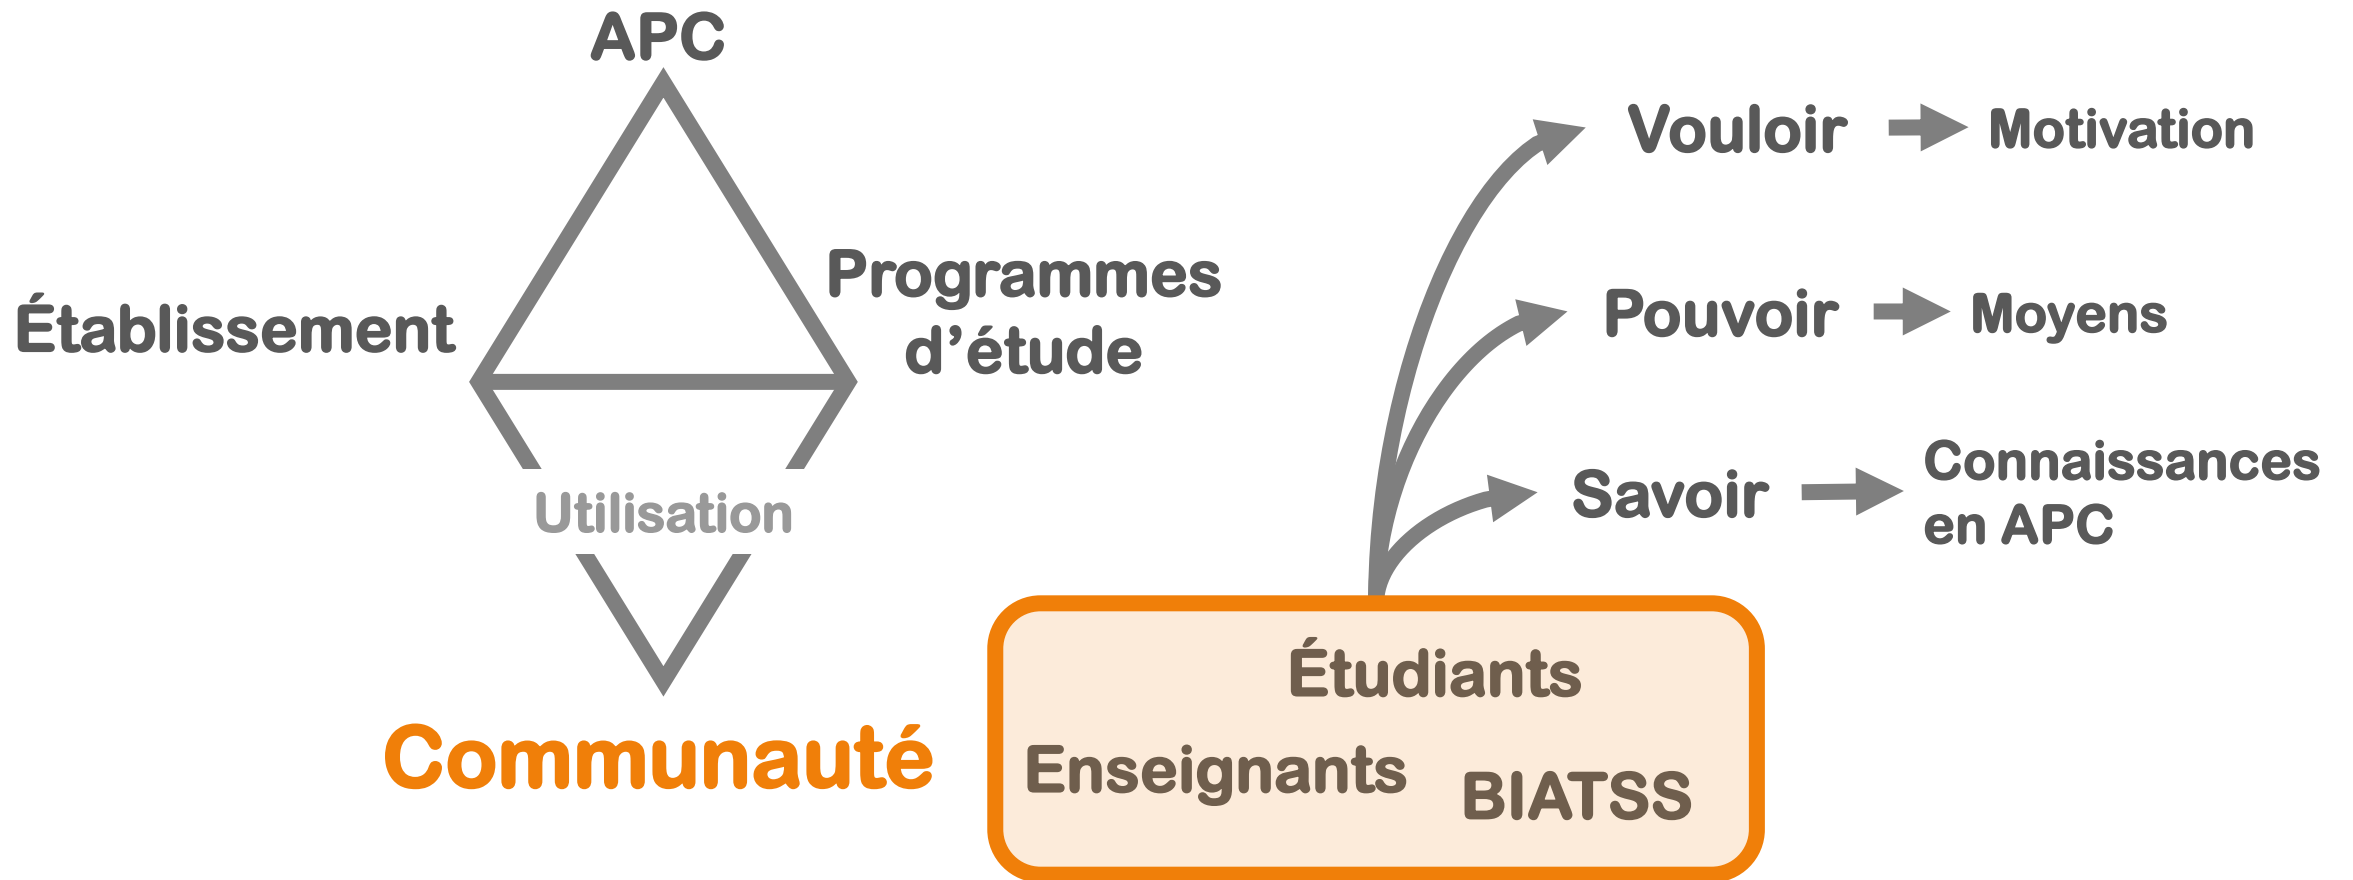 APC
Établissement
Programmes
d’étude
Utilisation
Communauté
Vouloir
Motivation
Pouvoir
Moyens
Savoir
Connaissances
en APC
Étudiants
Enseignants
BIATSS